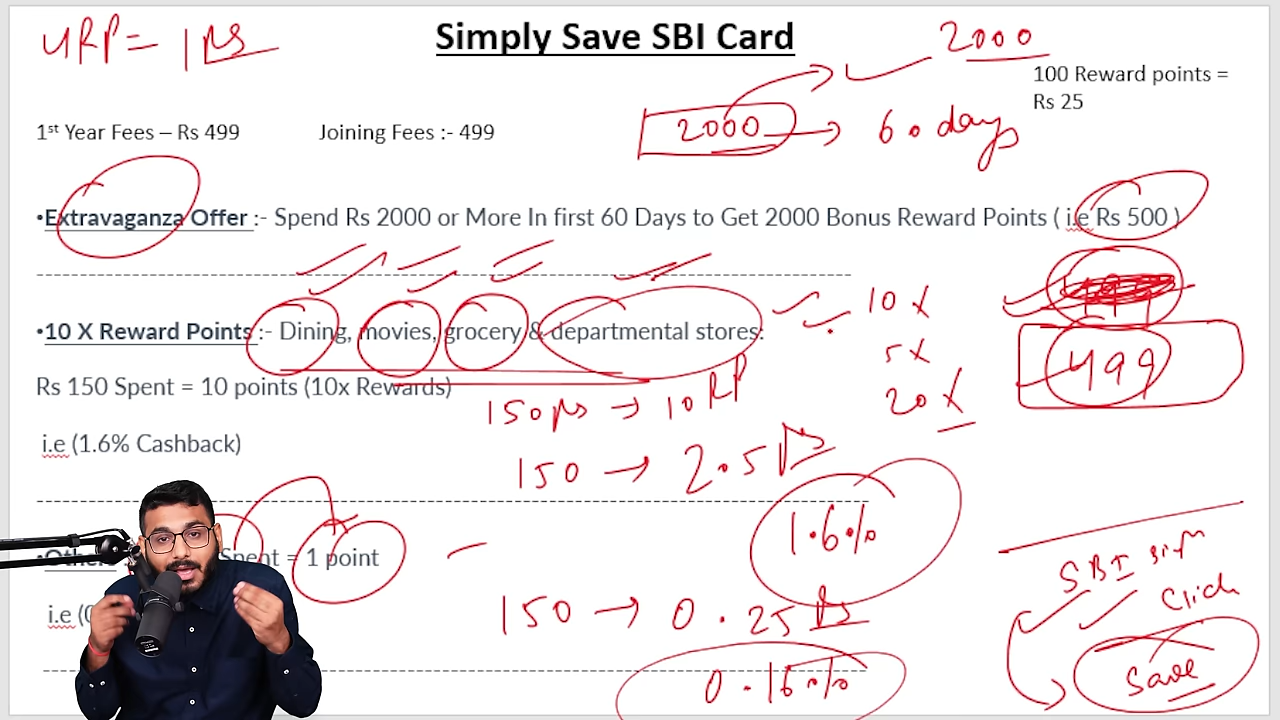 4RP = 1 Rs
Simply Save SBI Card
2000
100 Reward points =
Rs 25
2000 → 60 days
1st Year Fees – Rs 499 Joining Fees :- 499
•Extravaganza Offer :- Spend Rs 2000 or More In first 60 Days to Get 2000 Bonus Reward Points ( i.e Rs 500 )
•10 X Reward Points :- Dining, movies, grocery & departmental stores:
10 X
5 X
20 X
499
Rs 150 Spent = 10 points (10x Rewards)
150 Rs → 10 RP
i.e (1.6% Cashback)
150 → 2.5 Rs
1.6%
Spent = 1 point
i.e (0
150 → 0.25 Rs
0.16%
SBI
Click
Save